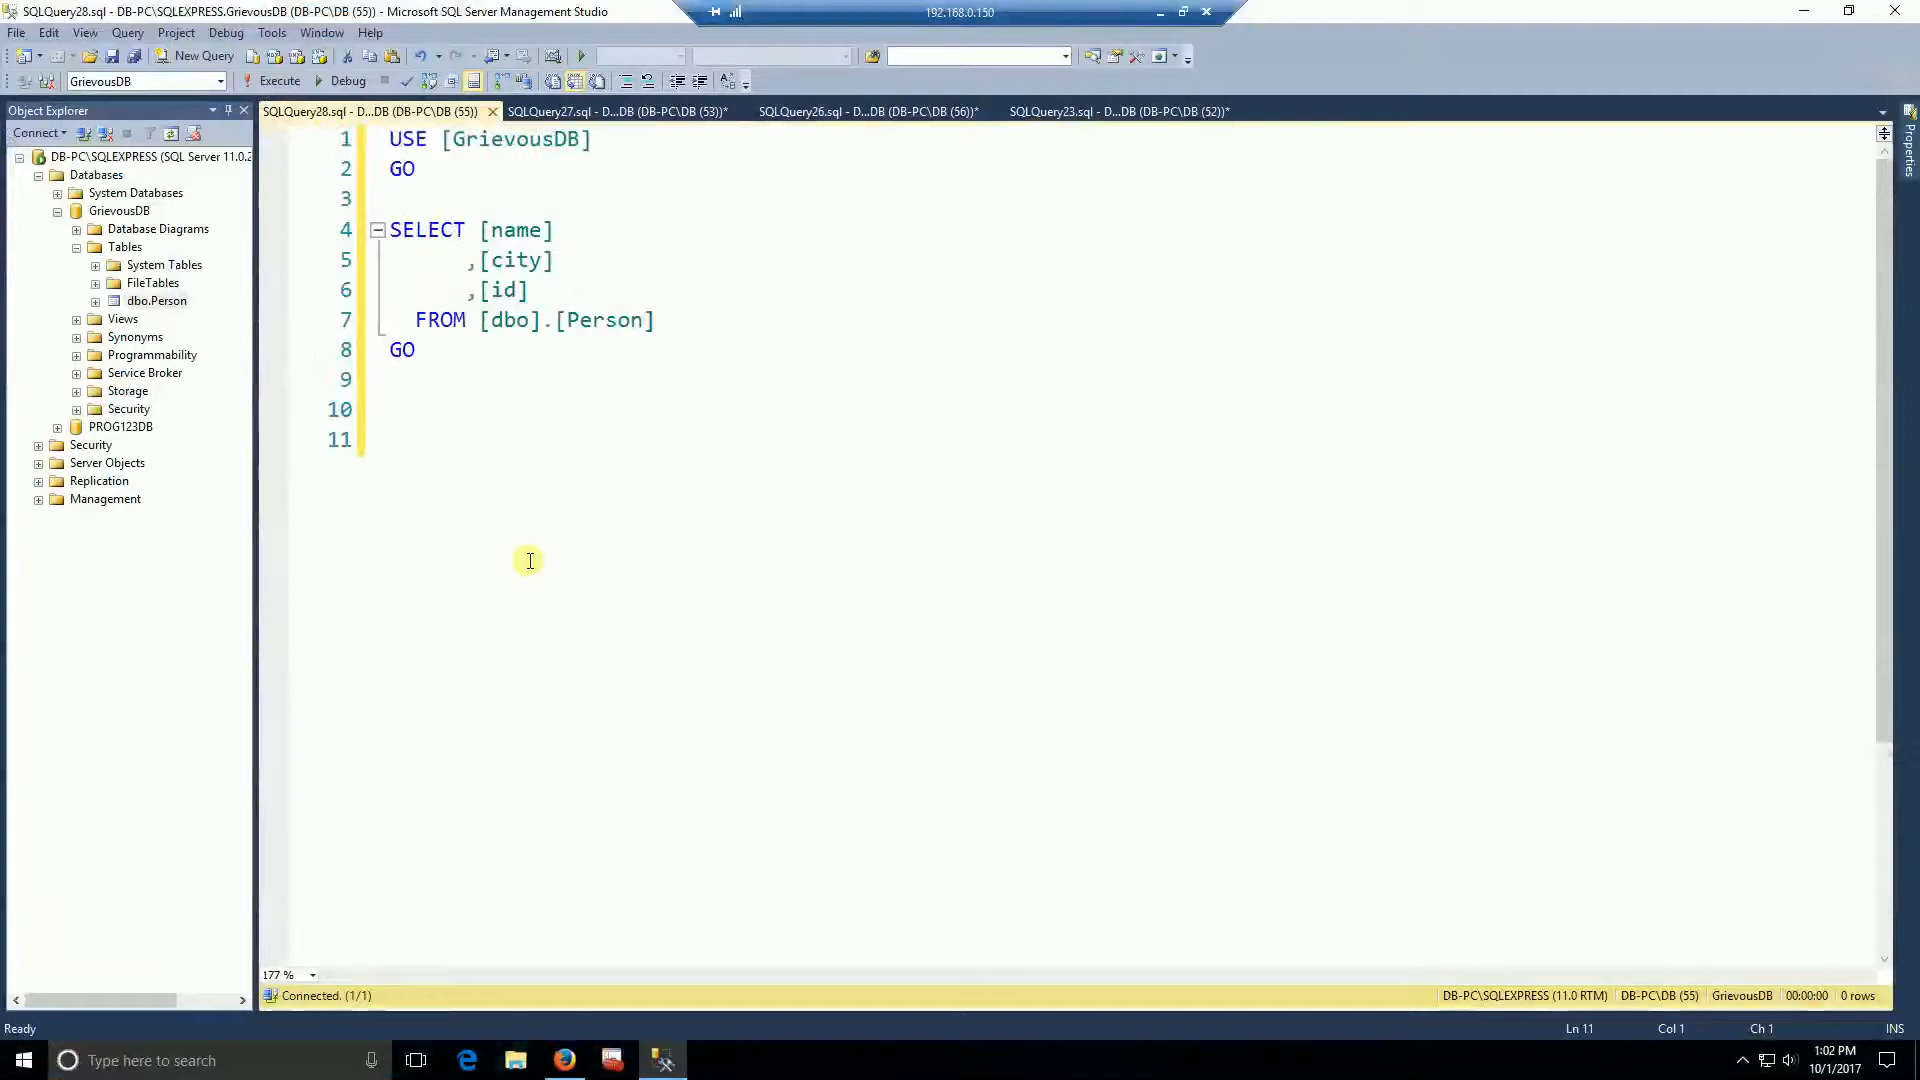 SQLQuery28.sql - DB-PC\SQLEXPRESS.GrievousDB (DB-PC\DB (55)) - Microsoft SQL Server Management Studio
192.168.0.150
File Edit View Query Project Debug Tools Window Help
New Query
GrievousDB
Execute
Debug
Object Explorer
SQLQuery28.sql - D...DB (DB-PC\DB (55))
SQLQuery27.sql - D...DB (DB-PC\DB (53))*
SQLQuery26.sql - D...DB (DB-PC\DB (56))*
SQLQuery23.sql - D...DB (DB-PC\DB (52))*
Connect
DB-PC\SQLEXPRESS (SQL Server 11.0.2
Databases
System Databases
GrievousDB
Database Diagrams
Tables
System Tables
FileTables
dbo.Person
Views
Synonyms
Programmability
Service Broker
Storage
Security
PROG123DB
Security
Server Objects
Replication
Management
1 USE [GrievousDB]
2 GO
3
4 SELECT [name]
5 ,[city]
6 ,[id]
7 FROM [dbo].[Person]
8 GO
9
10
11
Properties
177 %
Connected. (1/1)
DB-PC\SQLEXPRESS (11.0 RTM)
DB-PC\DB (55)
GrievousDB
00:00:00
0 rows
Ready
Ln 11
Col 1
Ch 1
INS
Type here to search
1:02 PM
10/1/2017